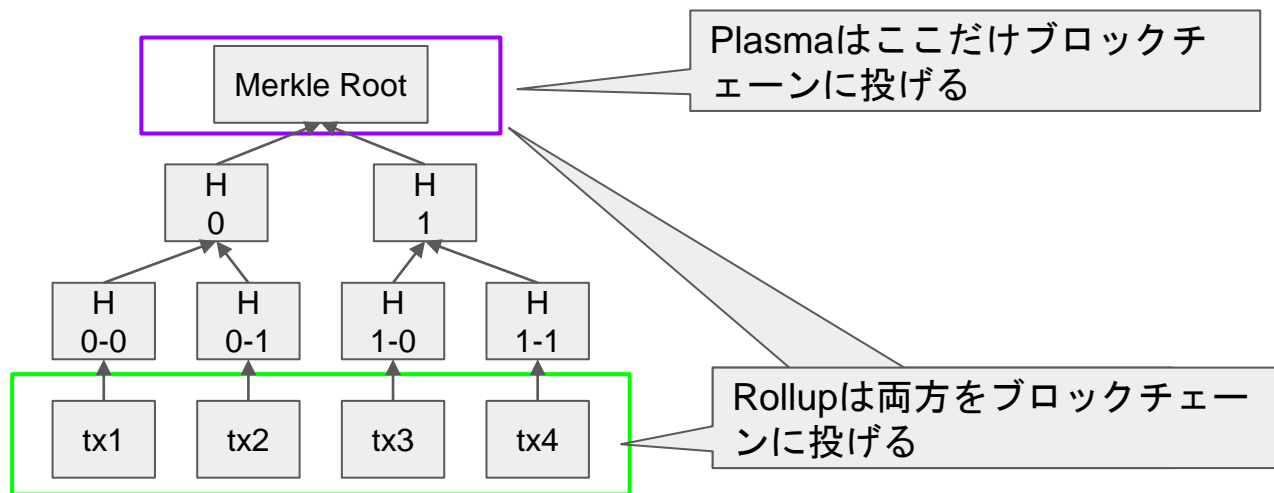 Plasmaはここだけブロックチ
ェーンに投げる
Merkle Root
H
0
H
1
H
0-0
H
0-1
H
1-0
H
1-1
Rollupは両方をブロックチェー
ンに投げる
tx1
tx2
tx3
tx4